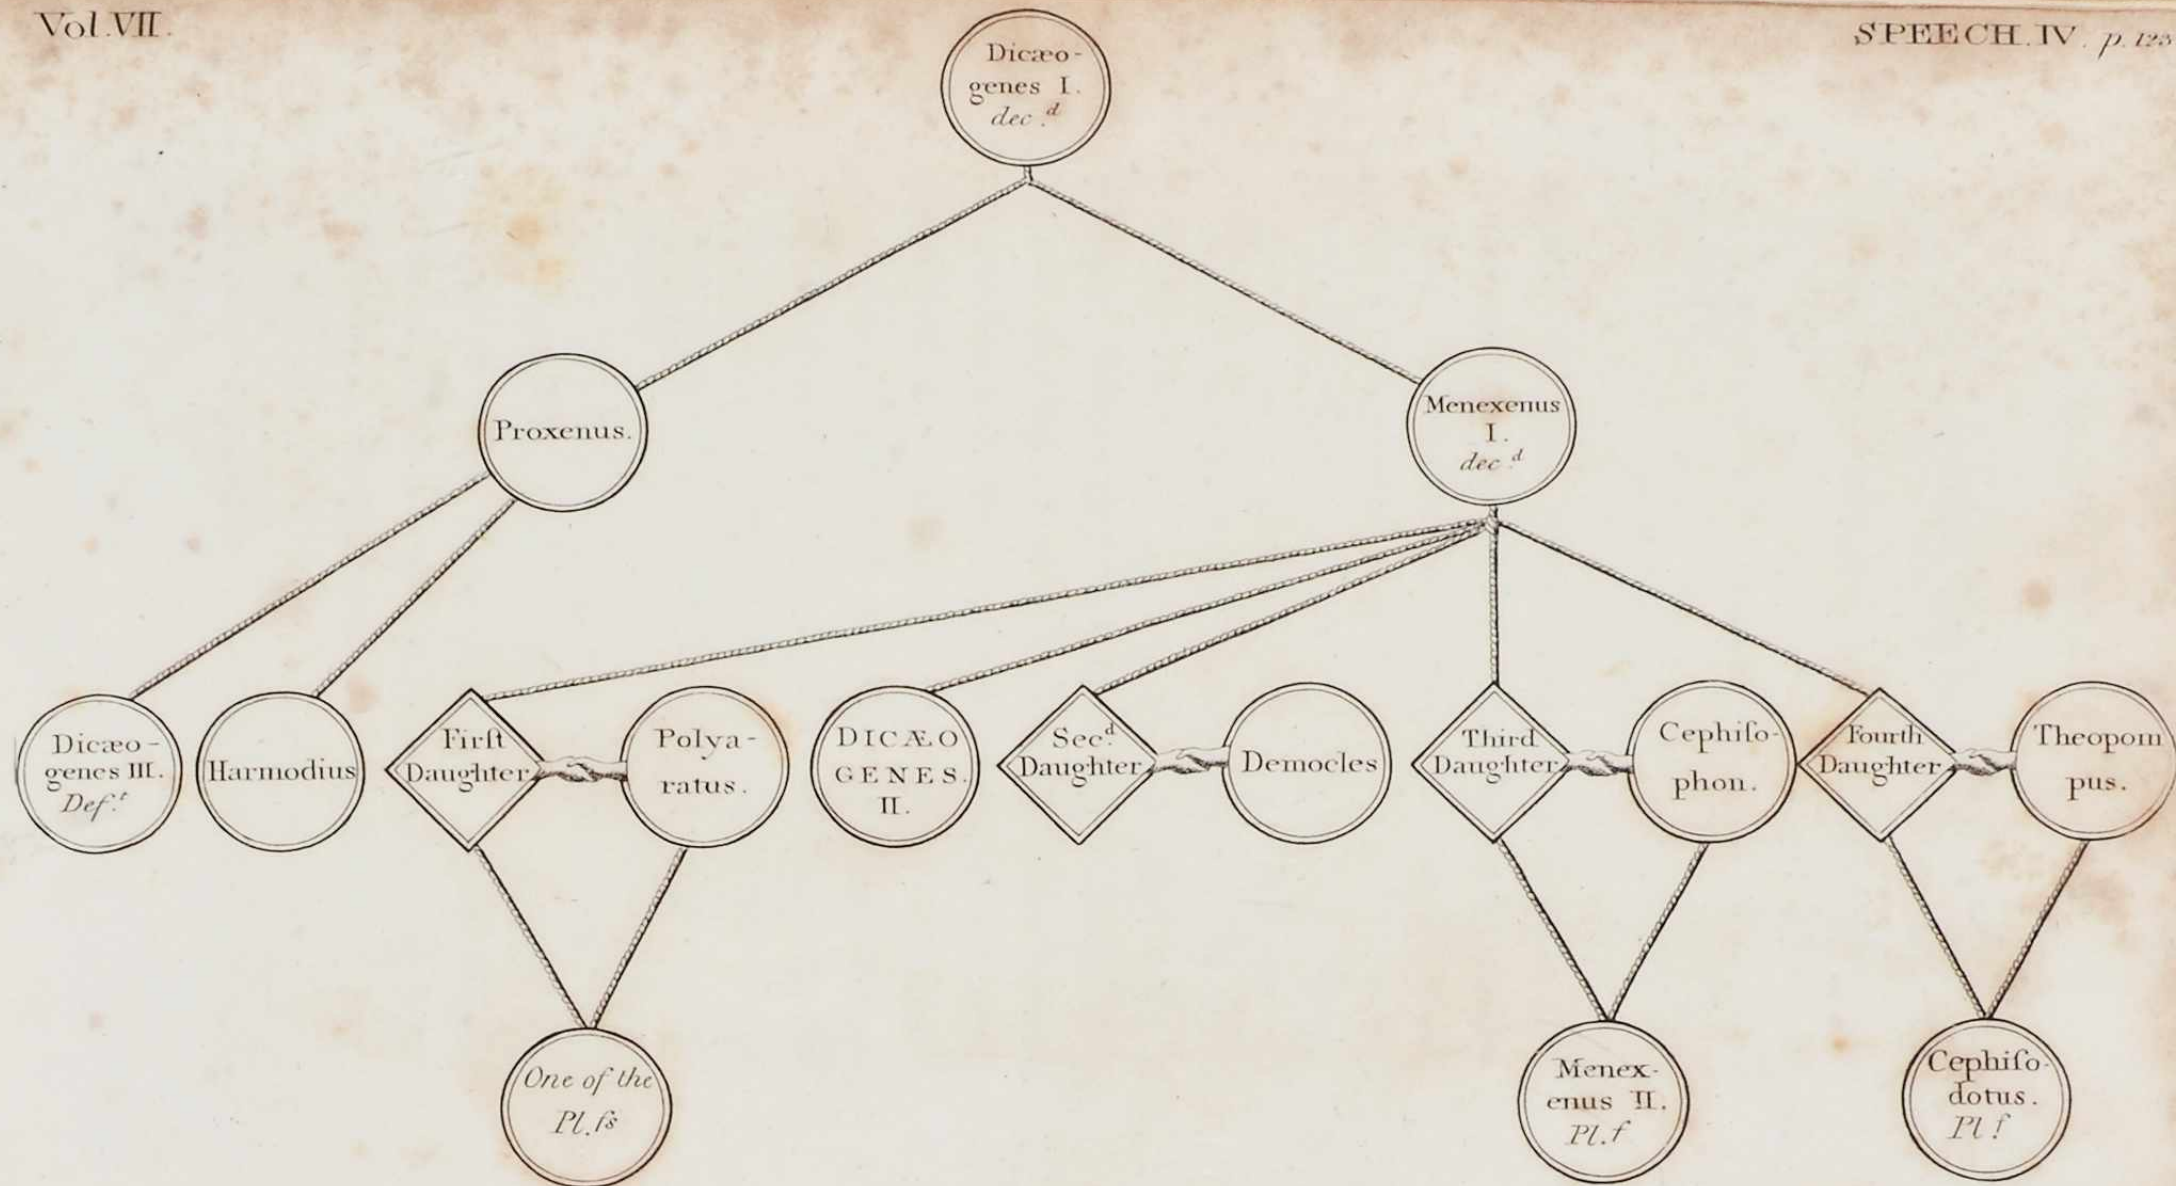 Vol.VII.
SPEECH.IV. p. 123
Dicæo-
genes I.
dec.d
Proxenus.
Menexenus
I.
dec.d
Dicæo-
genes III.
Def.t
Harmodius
Firſt
Daughter
Polya-
ratus.
DICÆO
GENES.
II.
Sec.d
Daughter
Democles
Third
Daughter
Cephiſo-
phon.
Fourth
Daughter
Theopom
pus.
One of the
Pl.fs
Menex-
enus II.
Pl.f
Cephiſo-
dotus.
Pl.f